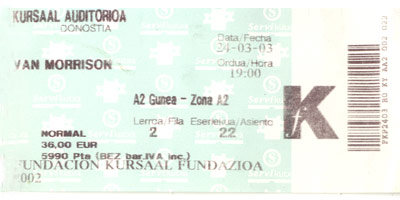 KURSAAL AUDITORIOA
DONOSTIA
Data/Fecha
24-03-03
VAN MORRISON
Ordua/Hora
19:00
A2 Gunea - Zona A2
Lerroa/Fila Eserlekua/Asiento
2 22
NORMAL
36,00 EUR
5990 Pta (BEZ bar.IVA inc.)
FUNDACION KURSAAL FUNDAZIOA
K